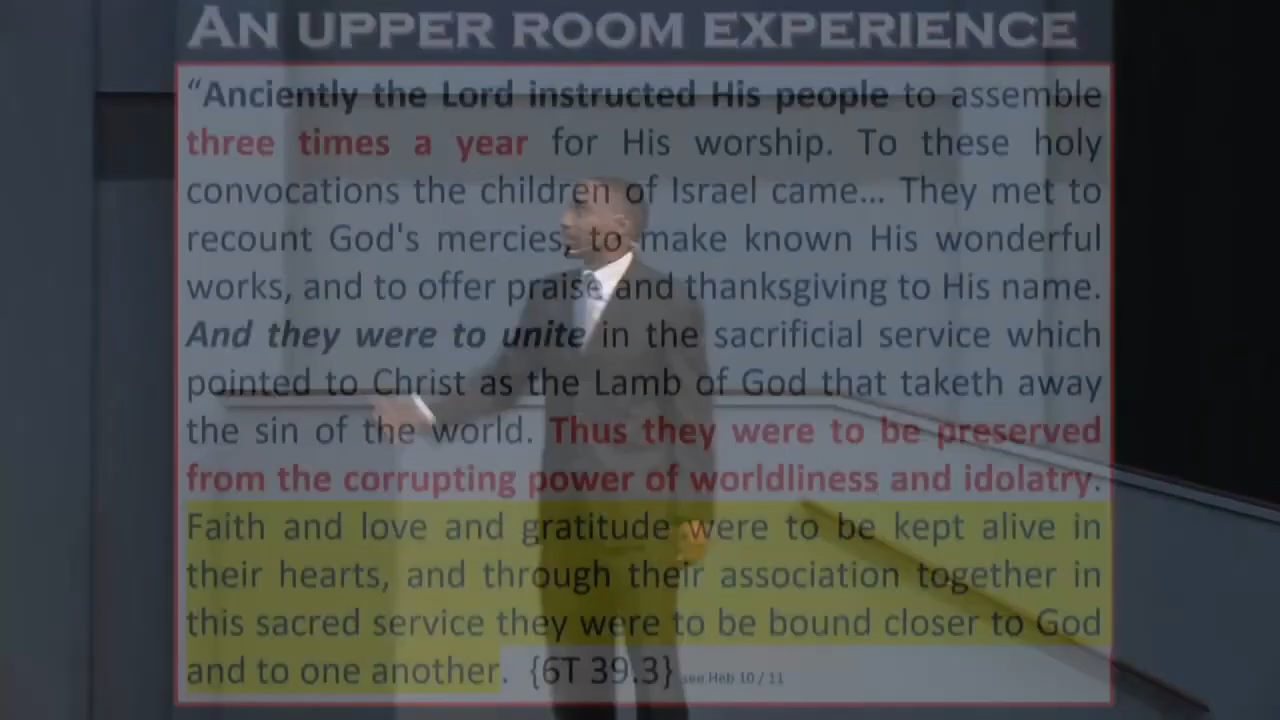 AN UPPER ROOM EXPERIENCE
“Anciently the Lord instructed His people to assemble
three times a year for His worship. To these holy
convocations the children of Israel came... They met to
recount God's mercies, to make known His wonderful
works, and to offer praise and thanksgiving to His name.
And they were to unite in the sacrificial service which
pointed to Christ as the Lamb of God that taketh away
the sin of the world. Thus they were to be preserved
from the corrupting power of worldliness and idolatry.
Faith and love and gratitude were to be kept alive in
their hearts, and through their association together in
this sacred service they were to be bound closer to God
and to one another. {6T 39.3} see Heb 10 / 11